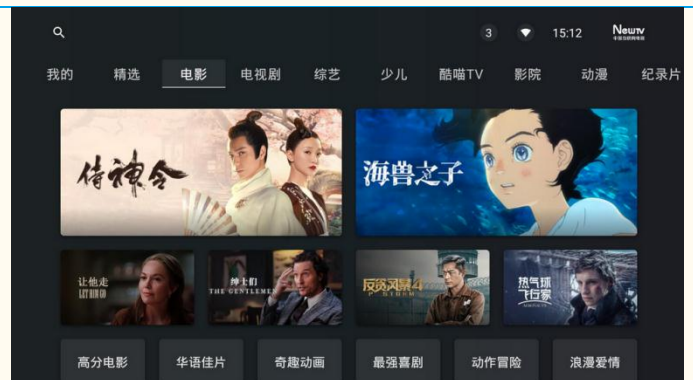 3 15:12 Newtv
我的 精选 电影 电视剧 综艺 少儿 酷喵TV 影院 动漫 纪录片
侍神令
海兽之子
让他走
LET HIM GO
绅士们
THE GENTLEMEN
反贪风暴4
P STORM
热气球
飞行家
高分电影 华语佳片 奇趣动画 最强喜剧 动作冒险 浪漫爱情